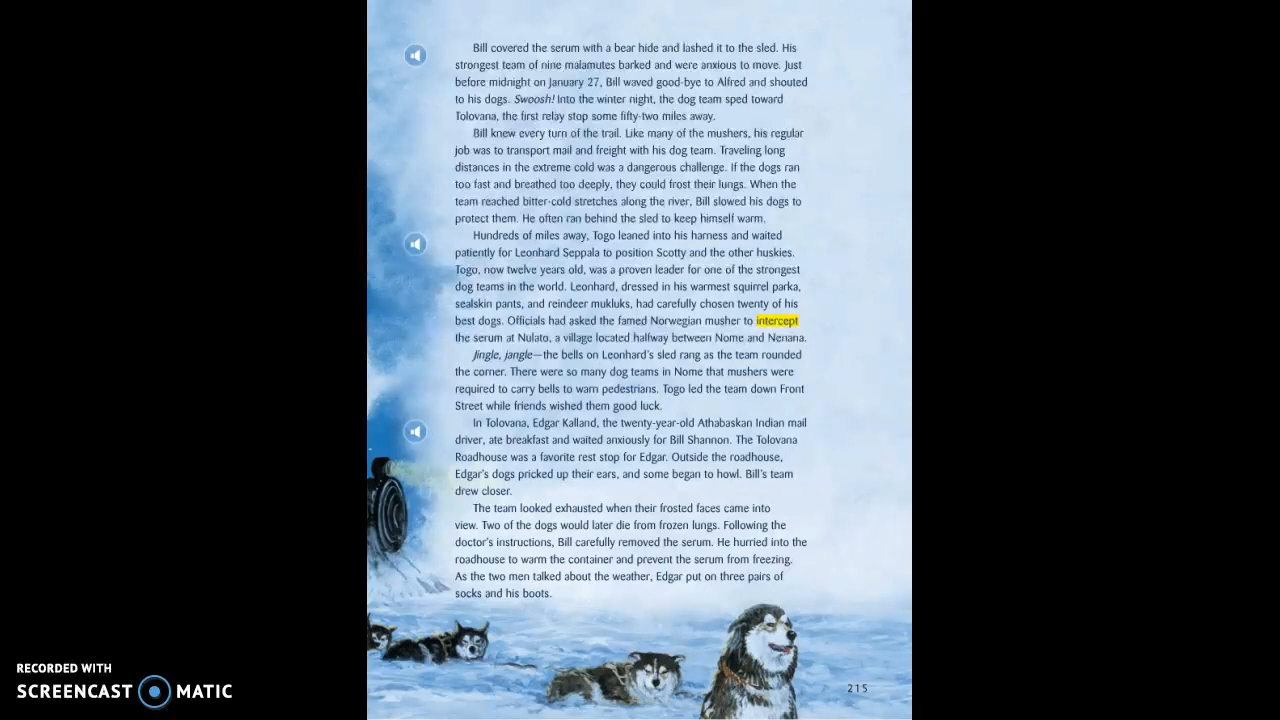 Bill covered the serum with a bear hide and lashed it to the sled. His
strongest team of nine malamutes barked and were anxious to move. Just
before midnight on January 27, Bill waved good-bye to Alfred and shouted
to his dogs. Swoosh! Into the winter night, the dog team sped toward
Tolovana, the first relay stop some fifty-two miles away.
Bill knew every turn of the trail. Like many of the mushers, his regular
job was to transport mail and freight with his dog team. Traveling long
distances in the extreme cold was a dangerous challenge. If the dogs ran
too fast and breathed too deeply, they could frost their lungs. When the
team reached bitter-cold stretches along the river, Bill slowed his dogs to
protect them. He often ran behind the sled to keep himself warm.
Hundreds of miles away, Togo leaned into his harness and waited
patiently for Leonhard Seppala to position Scotty and the other huskies.
Togo, now twelve years old, was a proven leader for one of the strongest
dog teams in the world. Leonhard, dressed in his warmest squirrel parka,
sealskin pants, and reindeer mukluks, had carefully chosen twenty of his
best dogs. Officials had asked the famed Norwegian musher to intercept
the serum at Nulato, a village located halfway between Nome and Nenana.
Jingle, jangle—the bells on Leonhard's sled rang as the team rounded
the corner. There were so many dog teams in Nome that mushers were
required to carry bells to warn pedestrians. Togo led the team down Front
Street while friends wished them good luck.
In Tolovana, Edgar Kalland, the twenty-year-old Athabaskan Indian mail
driver, ate breakfast and waited anxiously for Bill Shannon. The Tolovana
Roadhouse was a favorite rest stop for Edgar. Outside the roadhouse,
Edgar's dogs pricked up their ears, and some began to howl. Bill's team
drew closer.
The team looked exhausted when their frosted faces came into
view. Two of the dogs would later die from frozen lungs. Following the
doctor's instructions, Bill carefully removed the serum. He hurried into the
roadhouse to warm the container and prevent the serum from freezing.
As the two men talked about the weather, Edgar put on three pairs of
socks and his boots.
215
RECORDED WITH
SCREENCAST MATIC